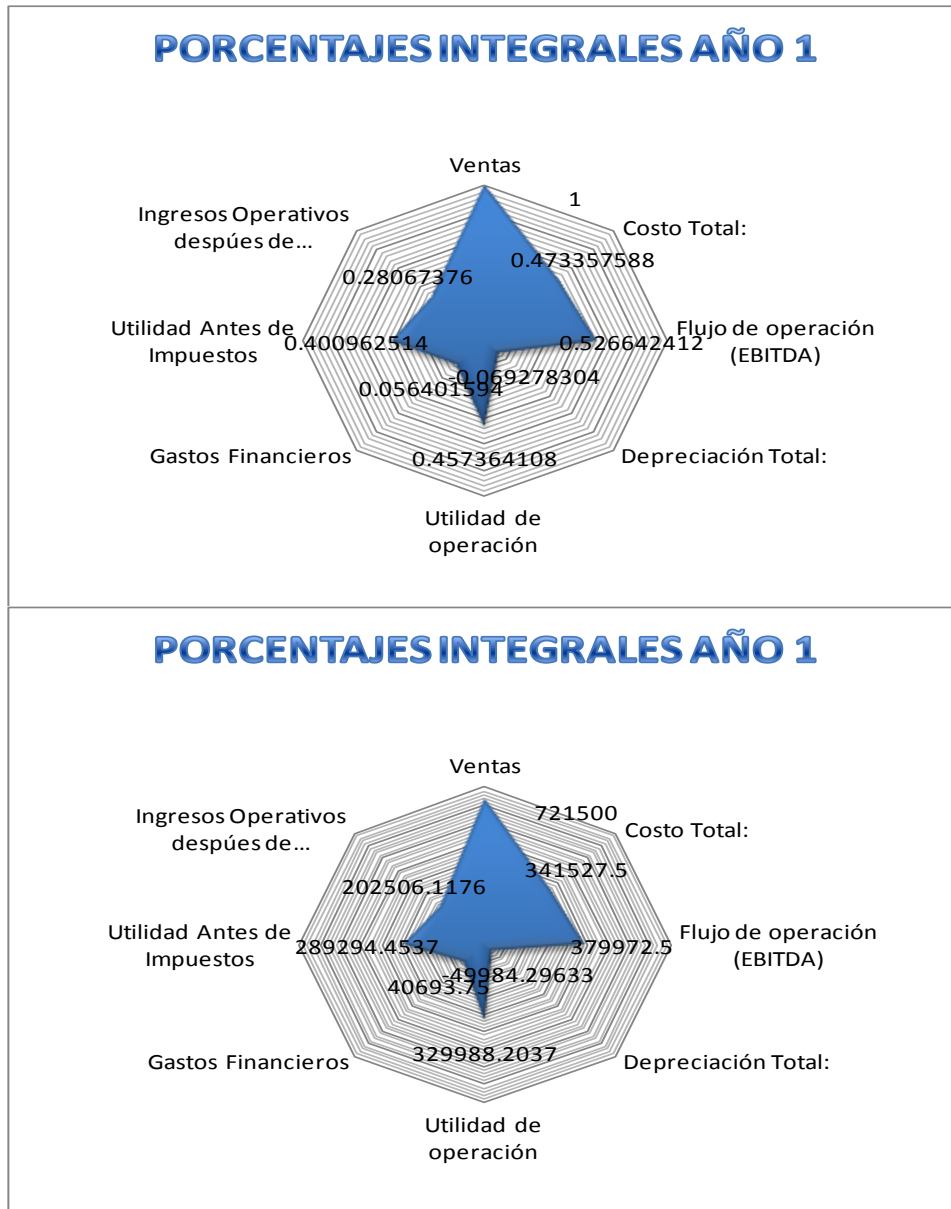 PORCENTAJES INTEGRALES AÑO 1
Ventas
1
Ingresos Operativos
despúes de...
Costo Total:
0.473357588
0.28067376
Utilidad Antes de
Impuestos
0.400962514
0.526642412
Flujo de operación
(EBITDA)
-0.069278304
0.056401594
Gastos Financieros
0.457364108
Depreciación Total:
Utilidad de
operación
PORCENTAJES INTEGRALES AÑO 1
Ventas
721500
Ingresos Operativos
despúes de...
Costo Total:
341527.5
202506.1176
Utilidad Antes de
Impuestos
289294.4537
379972.5
Flujo de operación
(EBITDA)
-49984.29633
40693.75
Gastos Financieros
329988.2037
Depreciación Total:
Utilidad de
operación